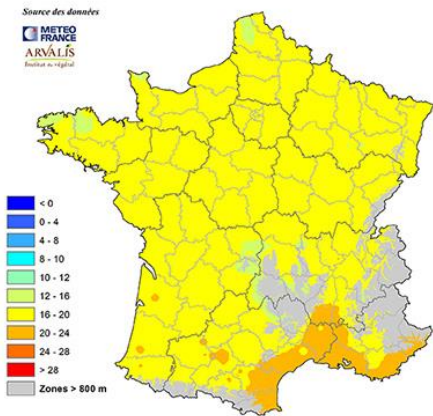 Source des données
METEO
FRANCE
ARVALIS
Institut du végétal
< 0
0 - 4
4 - 8
8 - 10
10 - 12
12 - 16
16 - 20
20 - 24
24 - 28
> 28
Zones > 800 m